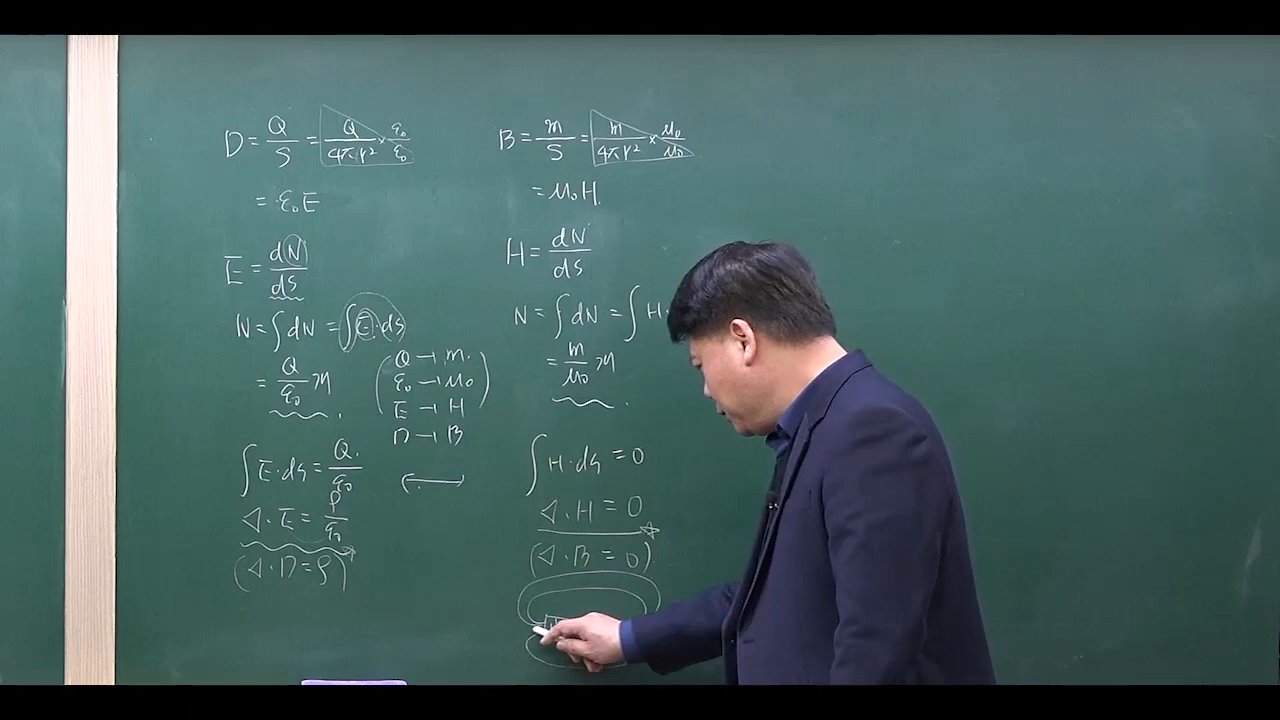 D = Q/S = Q/4πr² × ε₀/ε₀
= ε₀E
E = dN/dS
N = ∫dN = ∫E·ds
= Q/ε₀
∫E·ds = Q/ε₀
∇·E = ρ/ε₀
(∇·D = ρ)
Q → m.
ε₀ → μ₀
E → H
D → B
B = m/S = m/4πr² × μ₀/μ₀
= μ₀H.
H = dN/ds
N = ∫dN = ∫H·
= m/μ₀
∫H·ds = 0
∇·H = 0
(∇·B = 0)